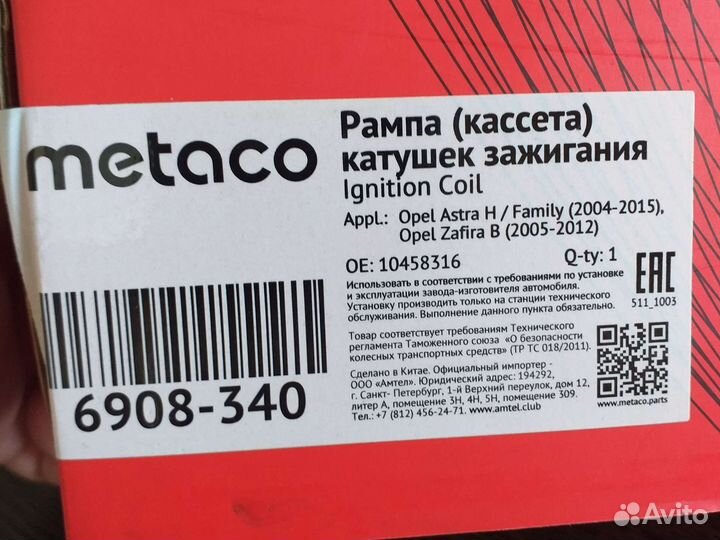 metaco
6908-340
Рампа (кассета)
катушек зажигания
Ignition Coil
Appl.: Opel Astra H / Family (2004-2015),
Opel Zafira B (2005-2012)
OE: 10458316 Q-ty: 1
Использовать в соответствии с требованиями по установке
и эксплуатации завода-изготовителя автомобиля.
Установку производить только на станции технического
обслуживания. Выполнение данного пункта обязательно.
EAC
511_1003
Товар соответствует требованиям Технического
регламента Таможенного союза «О безопасности
колесных транспортных средств» (ТР ТС 018/2011).
Сделано в Китае. Официальный импортер -
ООО «Амтел». Юридический адрес: 194292,
г. Санкт- Петербург, 1-й Верхний переулок, дом 12,
литер А, помещение 3Н, 4Н, 5Н, помещение 309.
Тел.: +7 (812) 456-24-71. www.amtel.club
www.metaco.parts
Avito